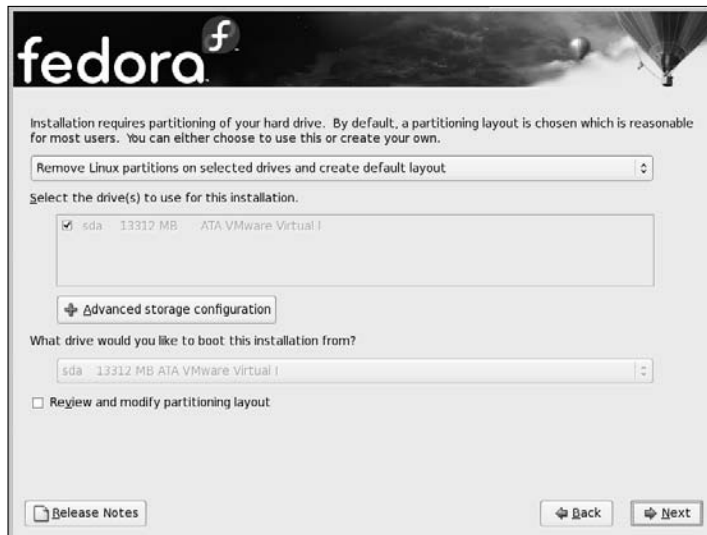 fedora
Installation requires partitioning of your hard drive. By default, a partitioning layout is chosen which is reasonable
for most users. You can either choose to use this or create your own.
Remove Linux partitions on selected drives and create default layout
Select the drive(s) to use for this installation.
sda 13312 MB ATA VMware Virtual I
Advanced storage configuration
What drive would you like to boot this installation from?
sda 13312 MB ATA VMware Virtual I
Review and modify partitioning layout
Release Notes
Back
Next